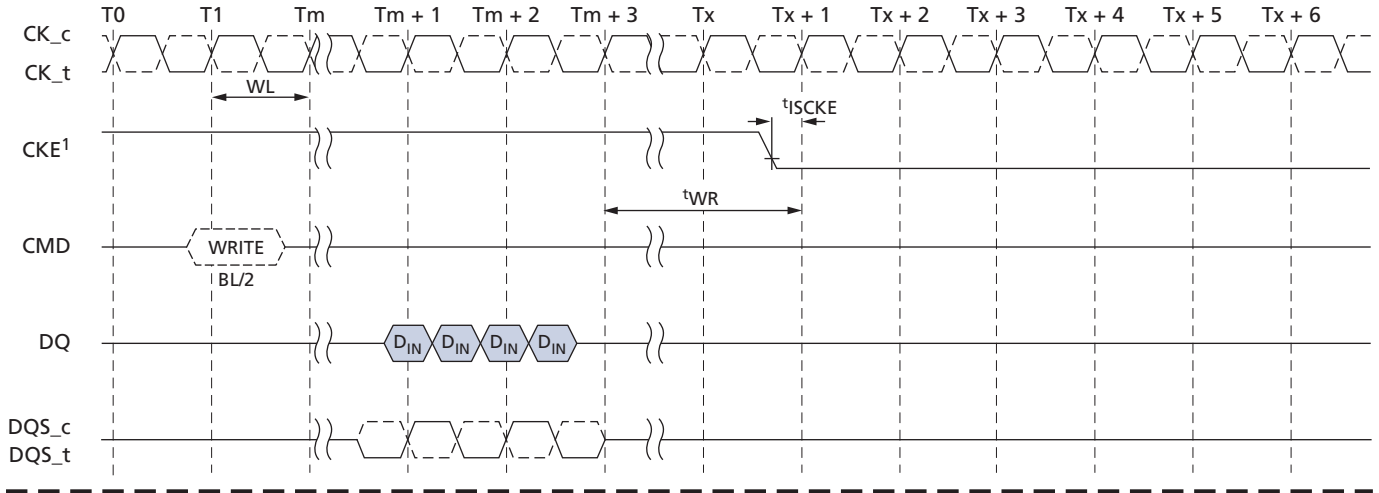 T0 T1 Tm Tm + 1 Tm + 2 Tm + 3 Tx Tx + 1 Tx + 2 Tx + 3 Tx + 4 Tx + 5 Tx + 6
CK_c
CK_t
WL
tISCKE
CKE1
tWR
CMD WRITE
BL/2
DQ DIN DIN DIN DIN
DQS_c
DQS_t